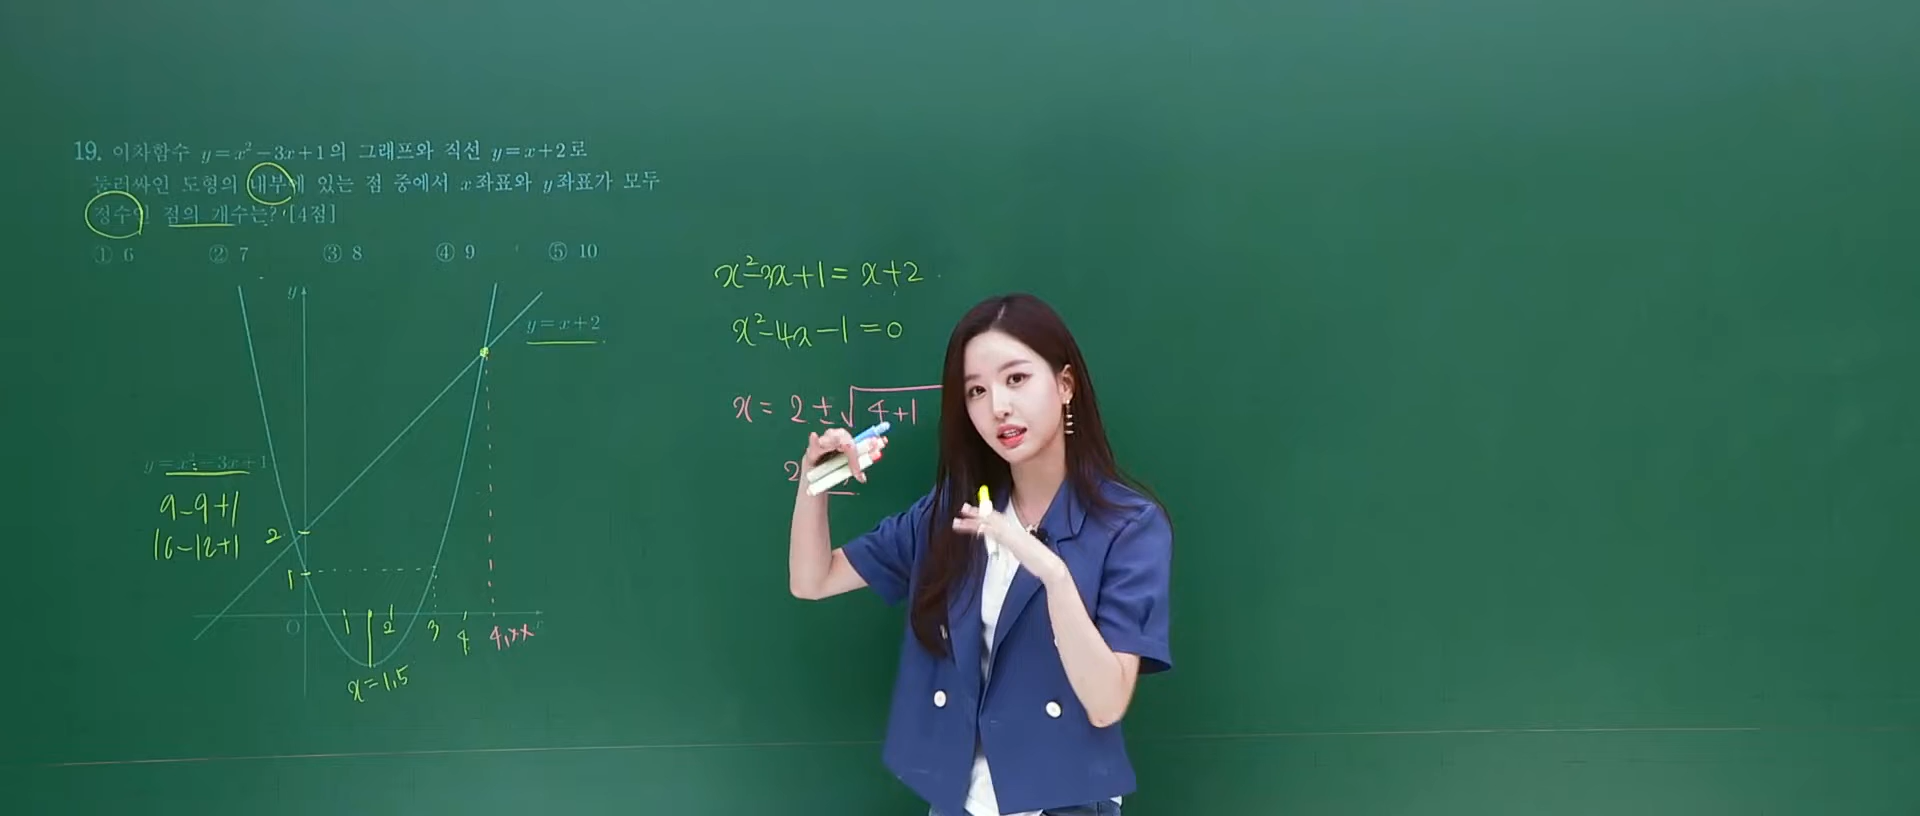 19. 이차함수 y=x²-3x+1의 그래프와 직선 y=x+2로
둘러싸인 도형의 내부에 있는 점 중에서 x좌표와 y좌표가 모두
정수인 점의 개수는? [4점]
① 6 ② 7 ③ 8 ④ 9 ⑤ 10
y
y=x+2
y=x²-3x+1
9-9+1
16-12+1
2
1
O
1 2 3 4 4.xx
x=1.5
x²-3x+1=x+2
x²-4x-1=0
x=2±√4+1
2